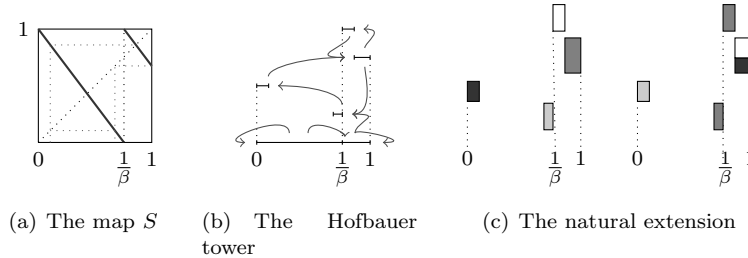 1
0
1/β
1
0
1/β
1
0
1/β
1
0
1/β
1
(a) The map S
(b) The Hofbauer
tower
(c) The natural extension